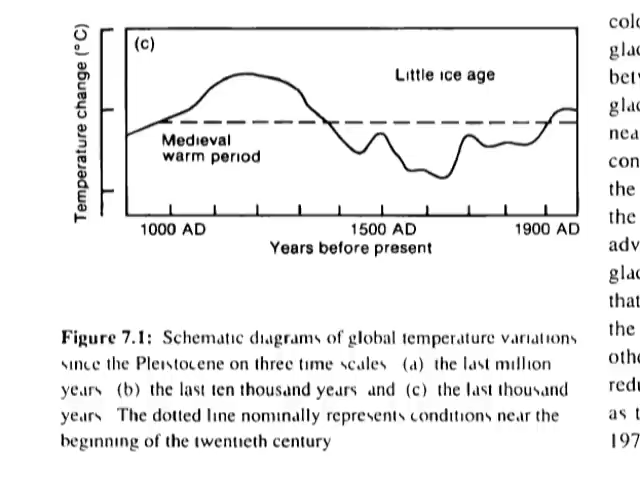 Temperature change (°C)
(c)
Little ice age
Medieval
warm period
1000 AD
1500 AD
1900 AD
Years before present
Figure 7.1: Schematic diagrams of global temperature variations
since the Pleistocene on three time scales (a) the last million
years (b) the last ten thousand years and (c) the last thousand
years The dotted line nominally represents conditions near the
beginning of the twentieth century
cold
glac
betv
glac
nea
con
the
the
adv
glac
that
the
othe
redu
as t
197